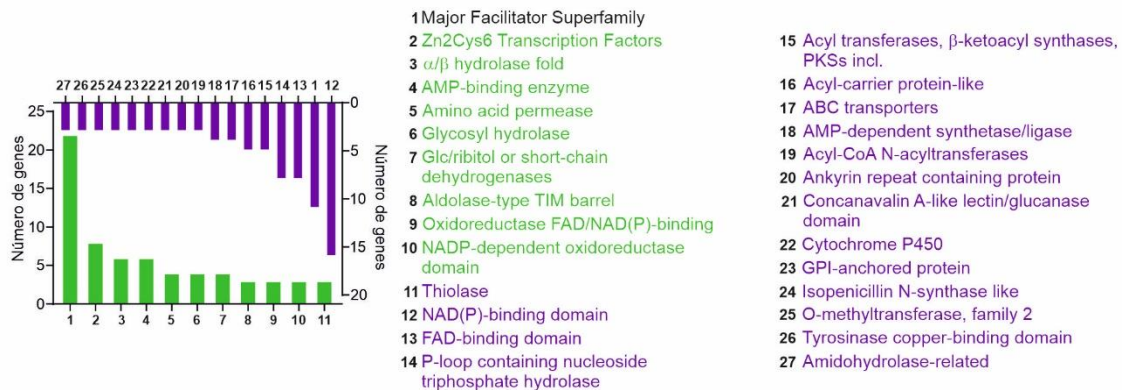 27 26 25 24 23 22 21 20 19 18 17 16 15 14 13 1 12
25
20
15
10
5
0
Número de genes
0
-5
-10
-15
20
Número de genes
1 2 3 4 5 6 7 8 9 10 11
1 Major Facilitator Superfamily
2 Zn2Cys6 Transcription Factors
3 α/β hydrolase fold
4 AMP-binding enzyme
5 Amino acid permease
6 Glycosyl hydrolase
7 Glc/ribitol or short-chain
dehydrogenases
8 Aldolase-type TIM barrel
9 Oxidoreductase FAD/NAD(P)-binding
10 NADP-dependent oxidoreductase
domain
11 Thiolase
12 NAD(P)-binding domain
13 FAD-binding domain
14 P-loop containing nucleoside
triphosphate hydrolase
15 Acyl transferases, β-ketoacyl synthases,
PKSs incl.
16 Acyl-carrier protein-like
17 ABC transporters
18 AMP-dependent synthetase/ligase
19 Acyl-CoA N-acyltransferases
20 Ankyrin repeat containing protein
21 Concanavalin A-like lectin/glucanase
domain
22 Cytochrome P450
23 GPI-anchored protein
24 Isopenicillin N-synthase like
25 O-methyltransferase, family 2
26 Tyrosinase copper-binding domain
27 Amidohydrolase-related